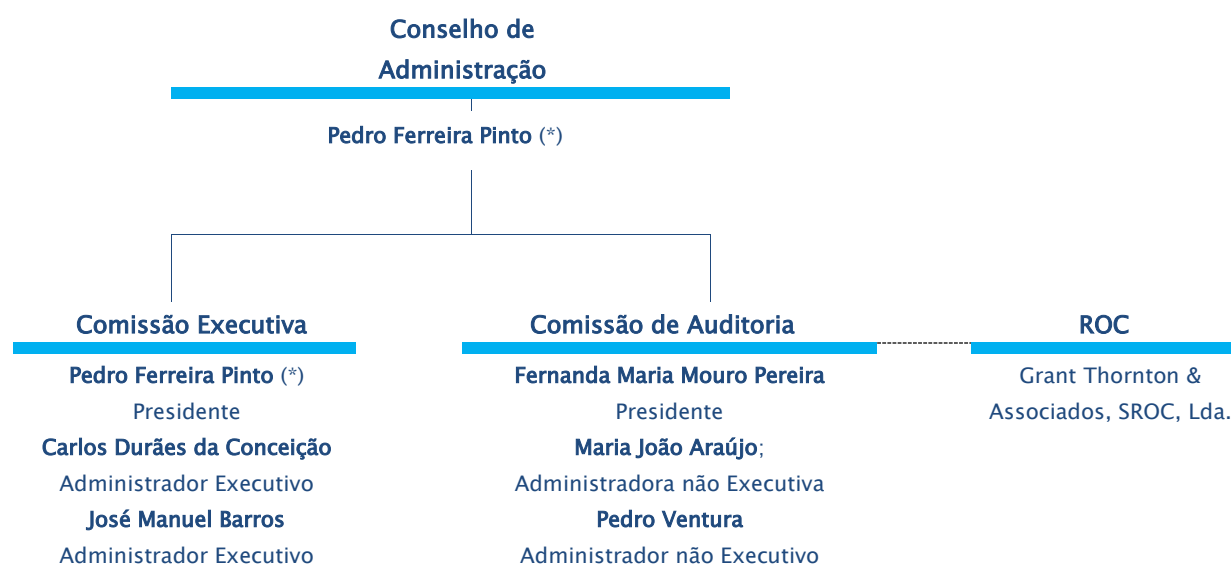 Conselho de
Administração
Pedro Ferreira Pinto (*)
Comissão Executiva
Pedro Ferreira Pinto (*)
Presidente
Carlos Durães da Conceição
Administrador Executivo
José Manuel Barros
Administrador Executivo
Comissão de Auditoria
Fernanda Maria Mouro Pereira
Presidente
Maria João Araújo;
Administradora não Executiva
Pedro Ventura
Administrador não Executivo
ROC
Grant Thornton &
Associados, SROC, Lda.